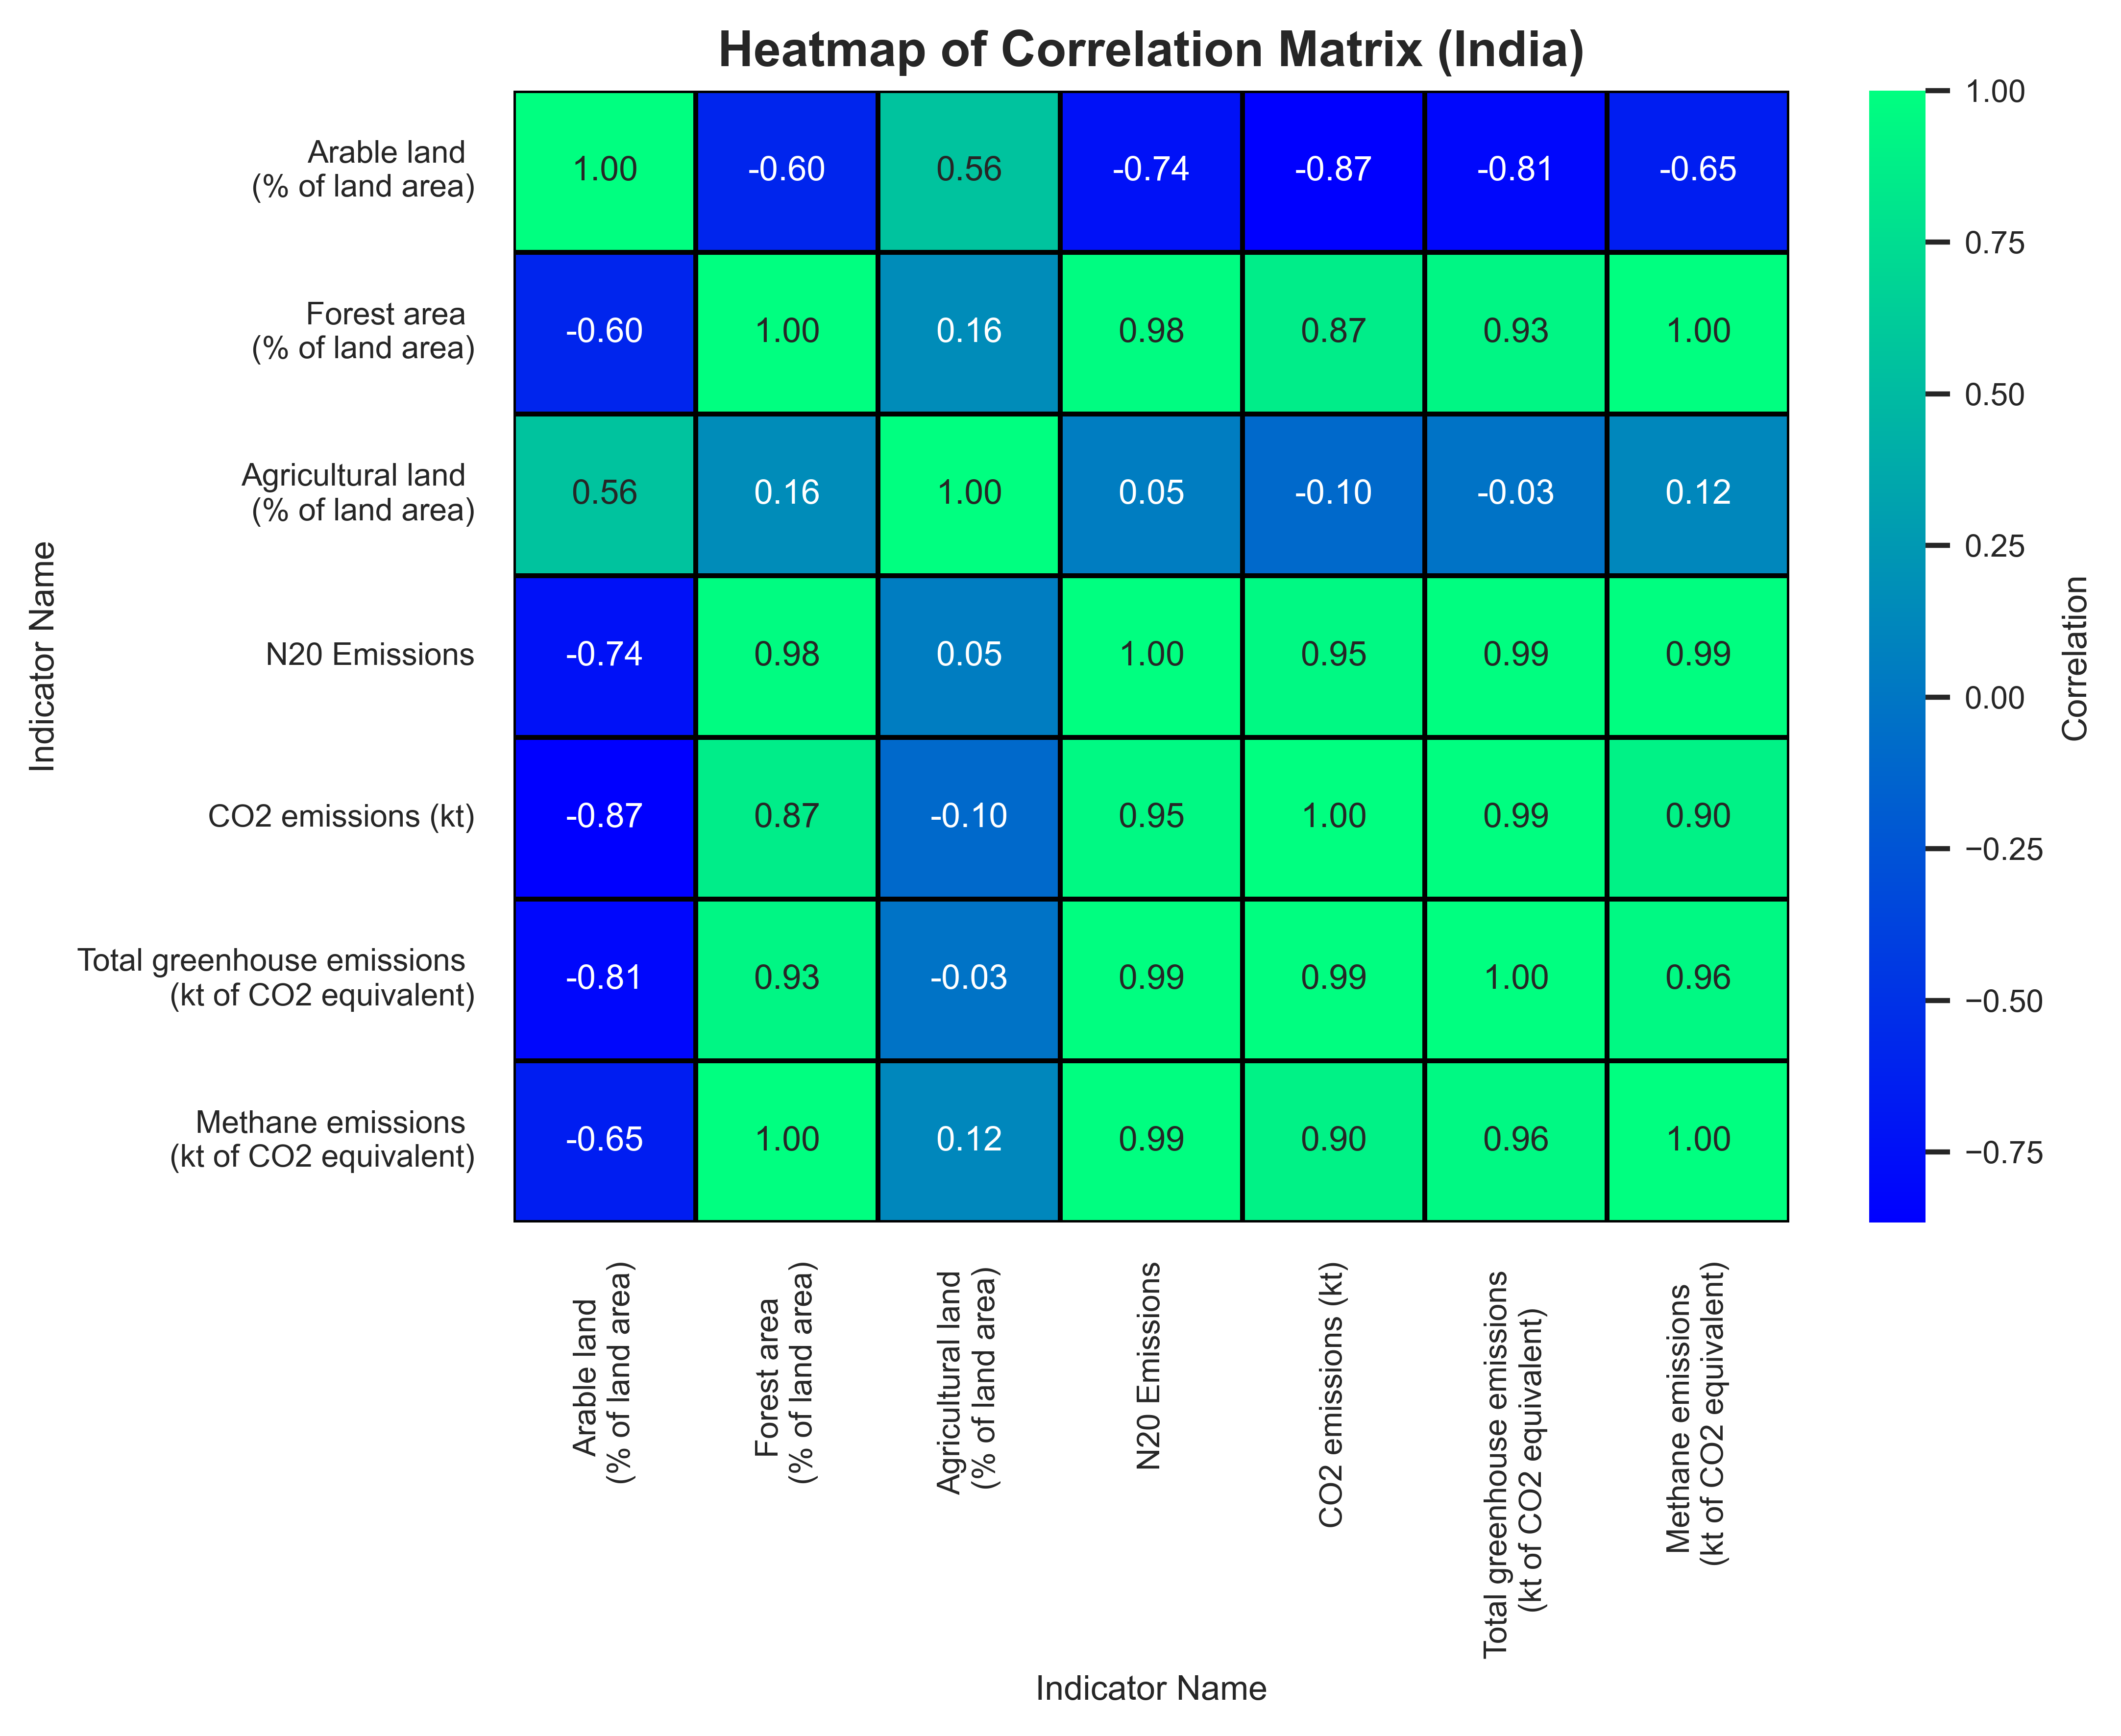 Heatmap of Correlation Matrix (India)
Arable land
(% of land area)
1.00 -0.60 0.56 -0.74 -0.87 -0.81 -0.65
Forest area
(% of land area)
-0.60 1.00 0.16 0.98 0.87 0.93 1.00
Agricultural land
(% of land area)
0.56 0.16 1.00 0.05 -0.10 -0.03 0.12
N20 Emissions
-0.74 0.98 0.05 1.00 0.95 0.99 0.99
CO2 emissions (kt)
-0.87 0.87 -0.10 0.95 1.00 0.99 0.90
Total greenhouse emissions
(kt of CO2 equivalent)
-0.81 0.93 -0.03 0.99 0.99 1.00 0.96
Methane emissions
(kt of CO2 equivalent)
-0.65 1.00 0.12 0.99 0.90 0.96 1.00
Indicator Name
Arable land
(% of land area)
Forest area
(% of land area)
Agricultural land
(% of land area)
N20 Emissions
CO2 emissions (kt)
Total greenhouse emissions
(kt of CO2 equivalent)
Methane emissions
(kt of CO2 equivalent)
Indicator Name
1.00
0.75
0.50
0.25
0.00
−0.25
−0.50
−0.75
Correlation